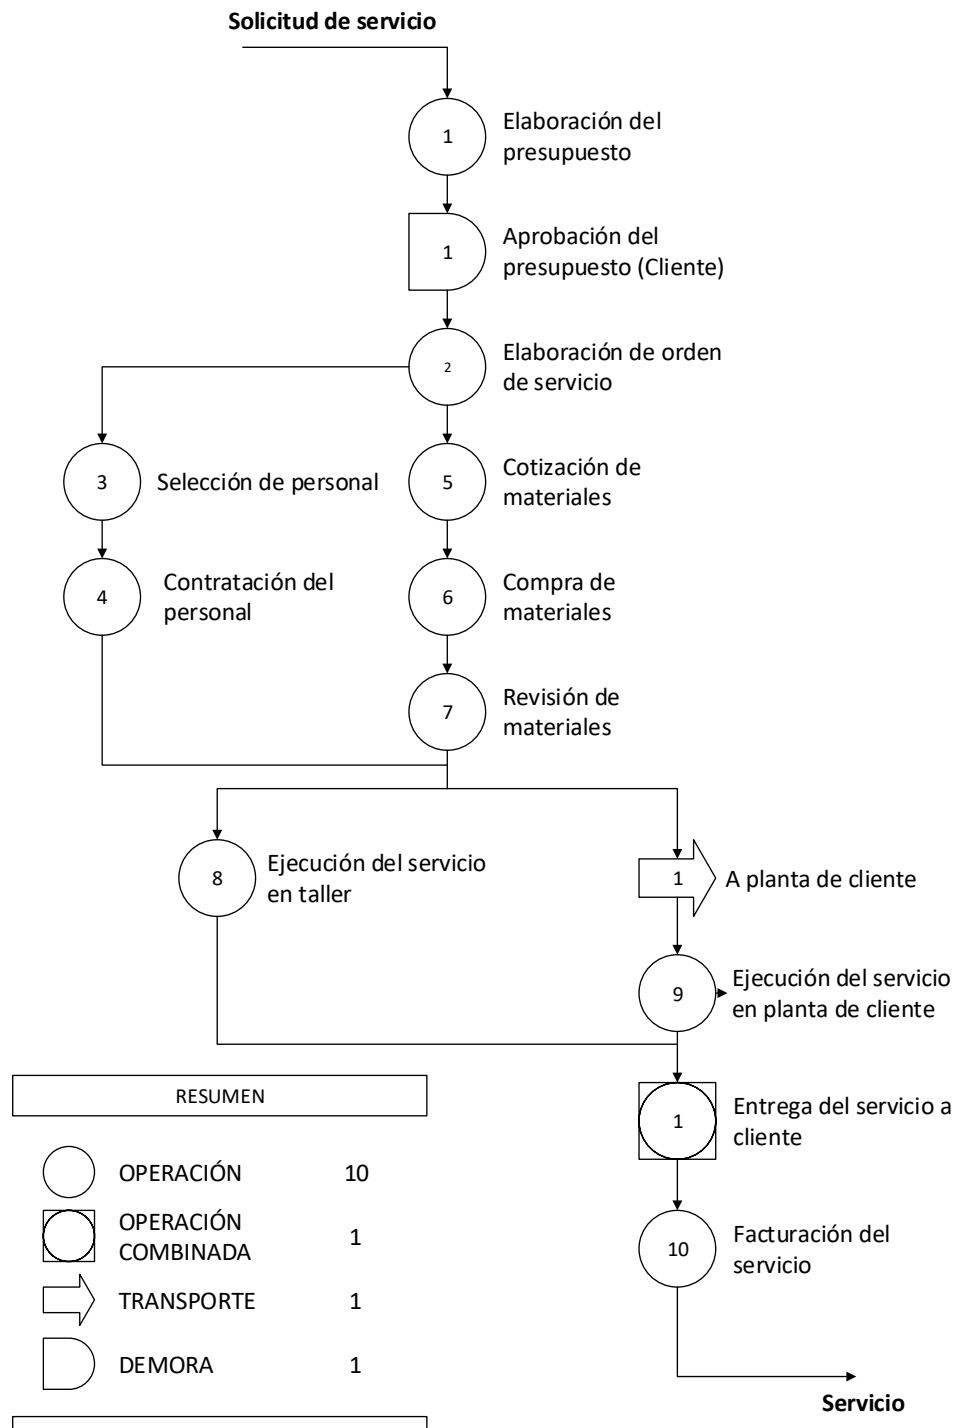 Solicitud de servicio
1
Elaboración del
presupuesto
1
Aprobación del
presupuesto (Cliente)
2
Elaboración de orden
de servicio
3
Selección de personal
5
Cotización de
materiales
4
Contratación del
personal
6
Compra de
materiales
7
Revisión de
materiales
8
Ejecución del servicio
en taller
1
A planta de cliente
9
Ejecución del servicio
en planta de cliente
1
Entrega del servicio a
cliente
10
Facturación del
servicio
Servicio
RESUMEN
OPERACIÓN 10
OPERACIÓN
COMBINADA 1
TRANSPORTE 1
DEMORA 1